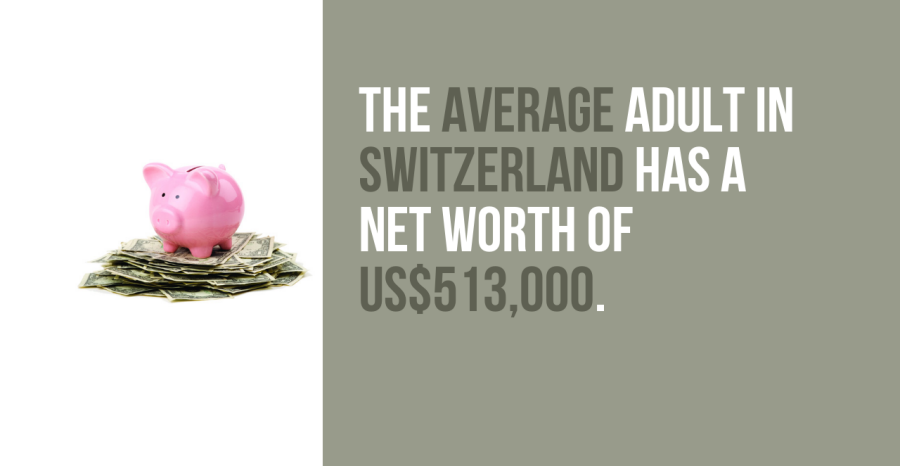 THE AVERAGE ADULT IN
SWITZERLAND HAS A
NET WORTH OF
US$513,000.